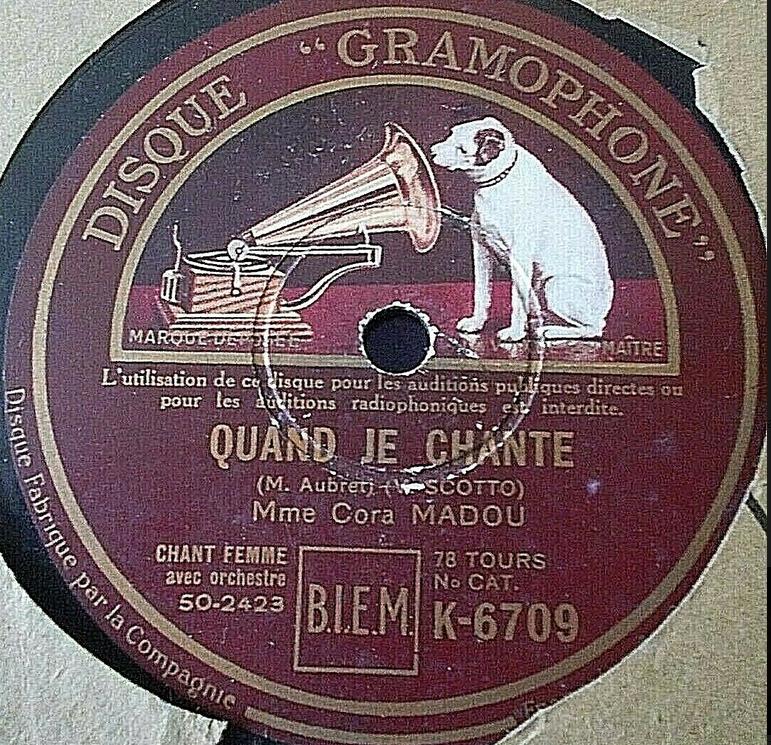 DISQUE “GRAMOPHONE”
MARQUE DÉPOSÉE
MAÎTRE
L'utilisation de ce disque pour les auditions publiques directes ou
pour les auditions radiophoniques est interdite.
QUAND JE CHANTE
(M. Aubret) (V. SCOTTO)
Mme Cora MADOU
CHANT FEMME
avec orchestre
50-2423
B.I.E.M.
78 TOURS
No CAT.
K-6709
Disque Fabriqué par la Compagnie